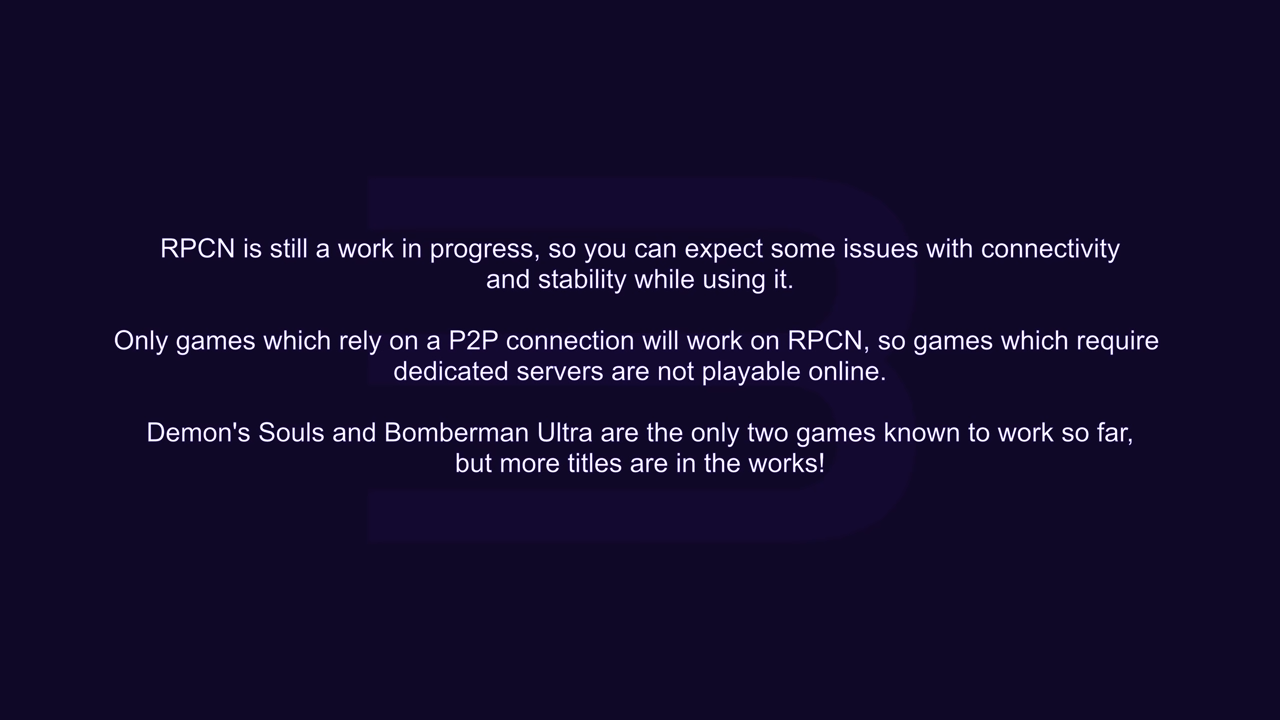 RPCN is still a work in progress, so you can expect some issues with connectivity
and stability while using it.
Only games which rely on a P2P connection will work on RPCN, so games which require
dedicated servers are not playable online.
Demon's Souls and Bomberman Ultra are the only two games known to work so far,
but more titles are in the works!